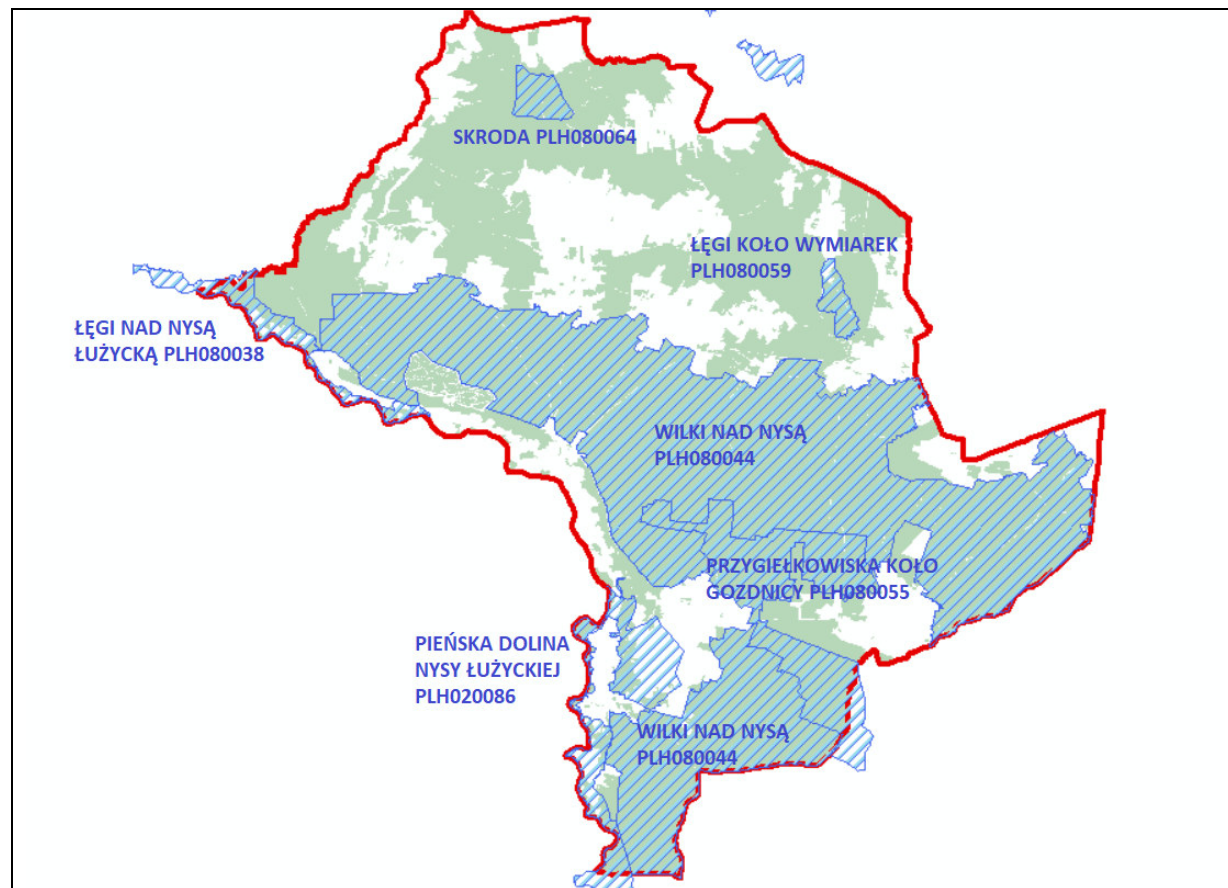 SKRODA PLH080064
ŁĘGI KOŁO WYMIAREK
PLH080059
ŁĘGI NAD NYSĄ
ŁUŻYCKĄ PLH080038
WILKI NAD NYSĄ
PLH080044
PRZYGIEŁKOWISKA KOŁO
GOZDNICY PLH080055
PIEŃSKA DOLINA
NYSY ŁUŻYCKIEJ
PLH020086
WILKI NAD NYSĄ
PLH080044